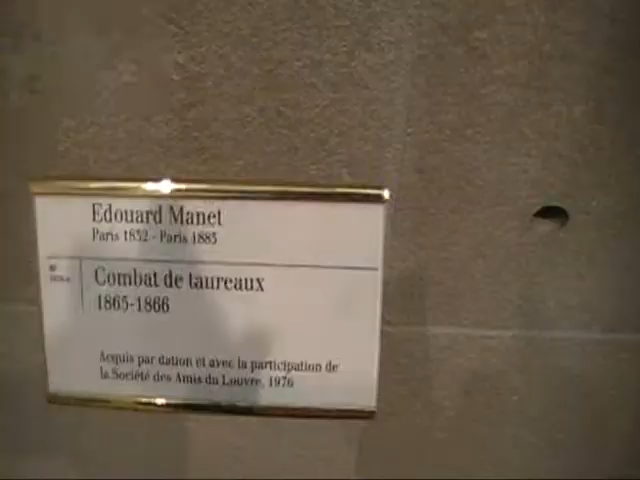 Edouard Manet
Paris 1832 - Paris 1883
Combat de taureaux
1865-1866
Acquis par dation et avec la participation de
la Société des Amis du Louvre, 1976